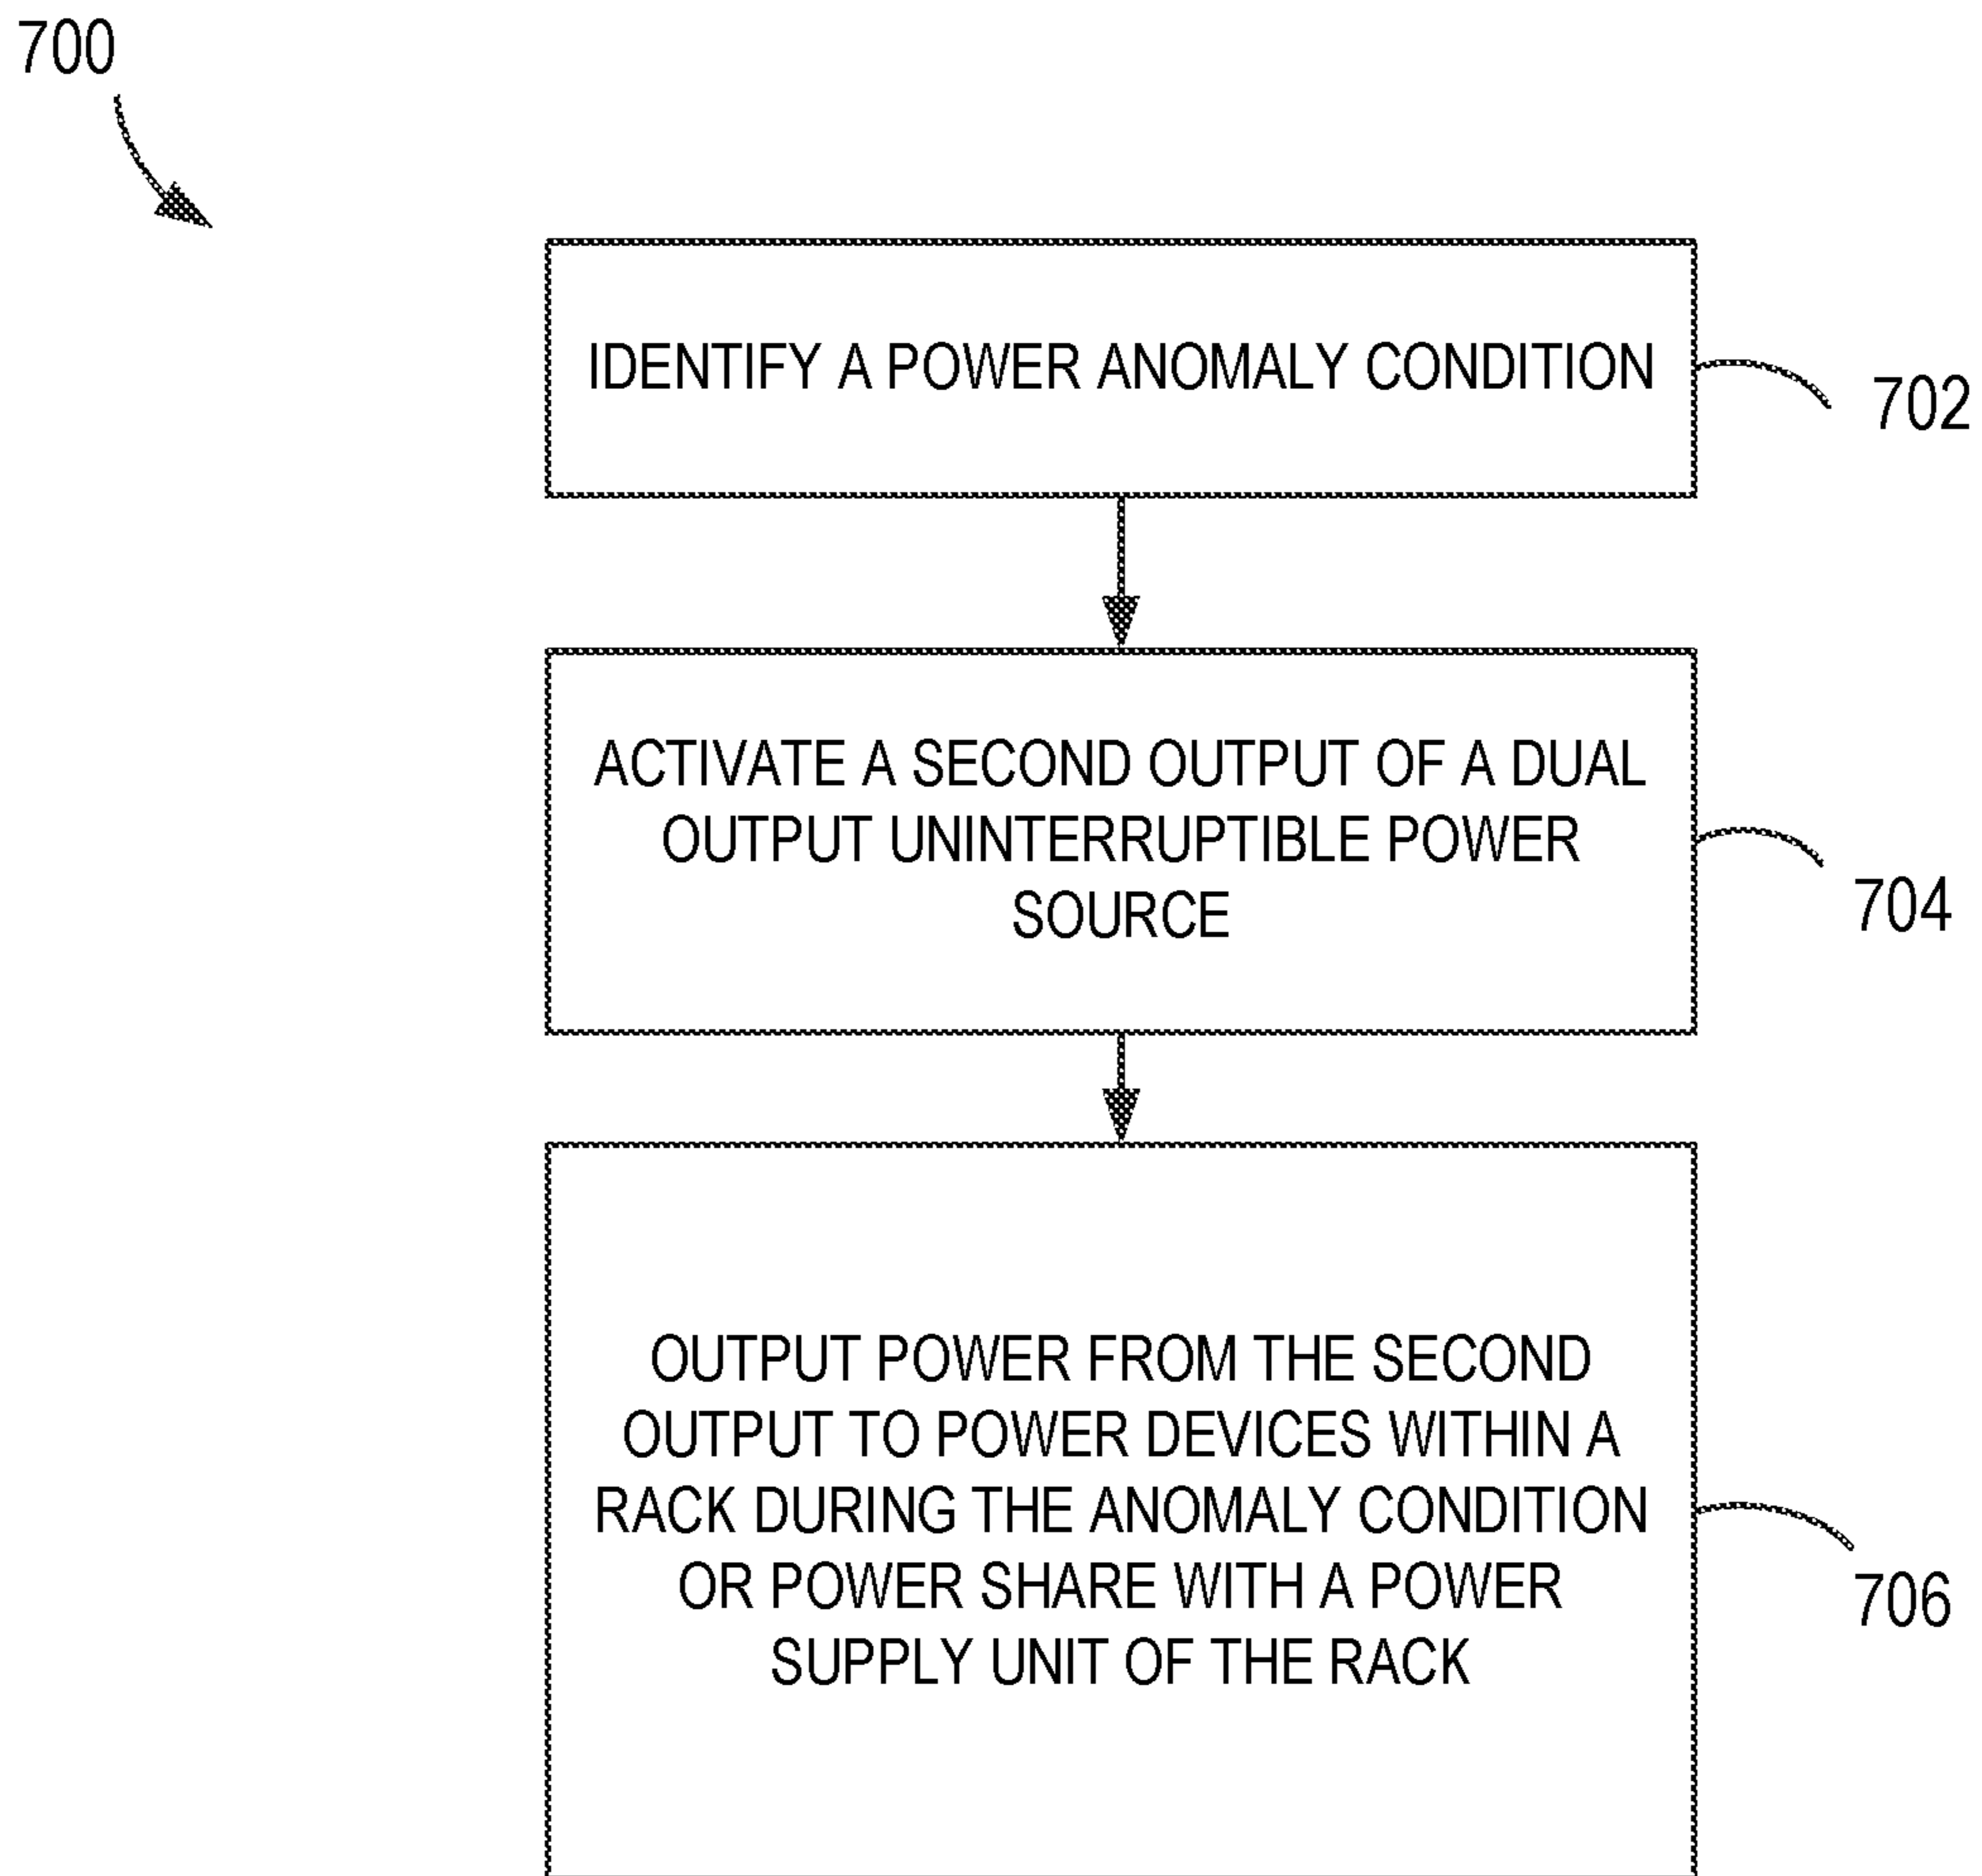 700
IDENTIFY A POWER ANOMALY CONDITION
702
ACTIVATE A SECOND OUTPUT OF A DUAL
OUTPUT UNINTERRUPTIBLE POWER
SOURCE
704
OUTPUT POWER FROM THE SECOND
OUTPUT TO POWER DEVICES WITHIN A
RACK DURING THE ANOMALY CONDITION
OR POWER SHARE WITH A POWER
SUPPLY UNIT OF THE RACK
706